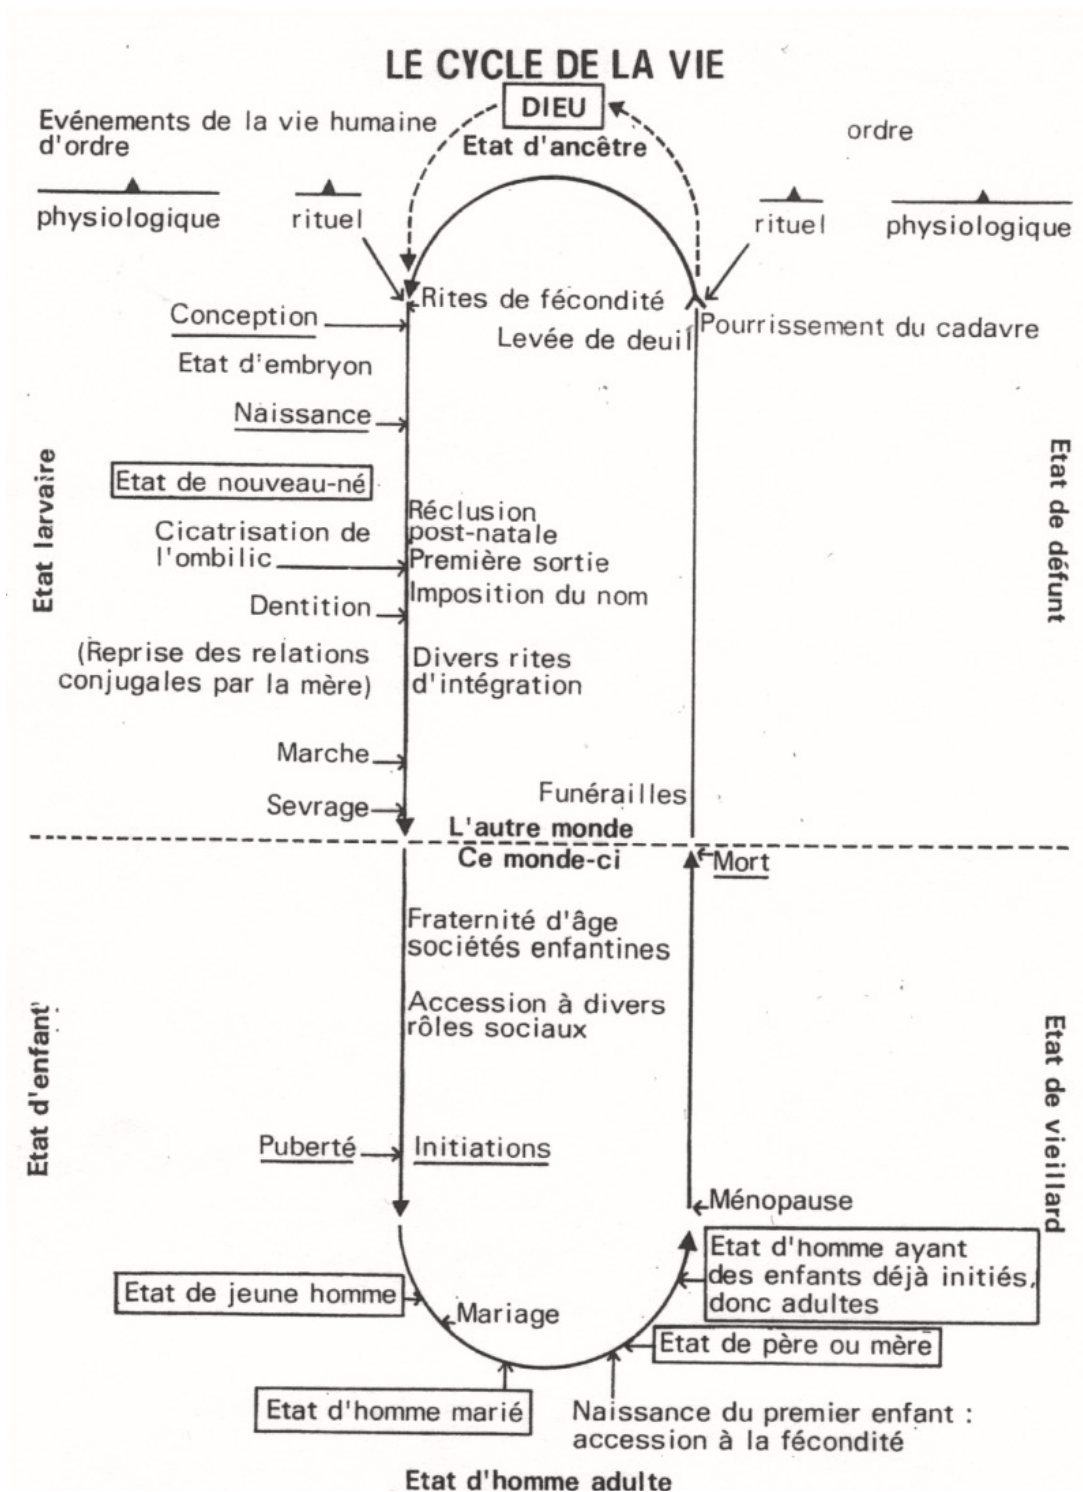 LE CYCLE DE LA VIE
DIEU
Etat d'ancêtre
Evénements de la vie humaine
d'ordre
physiologique
rituel
ordre
rituel
physiologique
Rites de fécondité
Levée de deuil
Pourrissement du cadavre
Conception
Etat d'embryon
Naissance
Etat larvaire
Etat de nouveau-né
Réclusion
post-natale
Cicatrisation de
l'ombilic
Première sortie
Imposition du nom
Dentition
(Reprise des relations
conjugales par la mère)
Divers rites
d'intégration
Marche
Sevrage
Funérailles
Etat de défunt
L'autre monde
Ce monde-ci
Mort
Fraternité d'âge
sociétés enfantines
Accession à divers
rôles sociaux
Etat d'enfant
Puberté
Initiations
Etat de vieillard
Ménopause
Etat d'homme ayant
des enfants déjà initiés,
donc adultes
Etat de jeune homme
Mariage
Etat de père ou mère
Etat d'homme marié
Naissance du premier enfant :
accession à la fécondité
Etat d'homme adulte